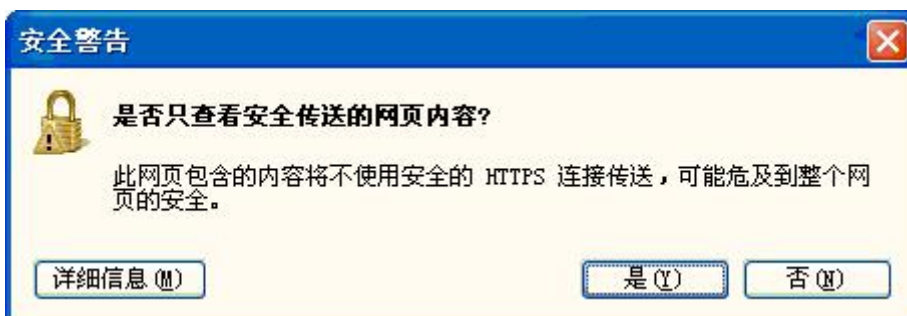 安全警告
是否只查看安全传送的网页内容?
此网页包含的内容将不使用安全的 HTTPS 连接传送,可能危及到整个网
页的安全。
详细信息(M) 是(Y) 否(N)